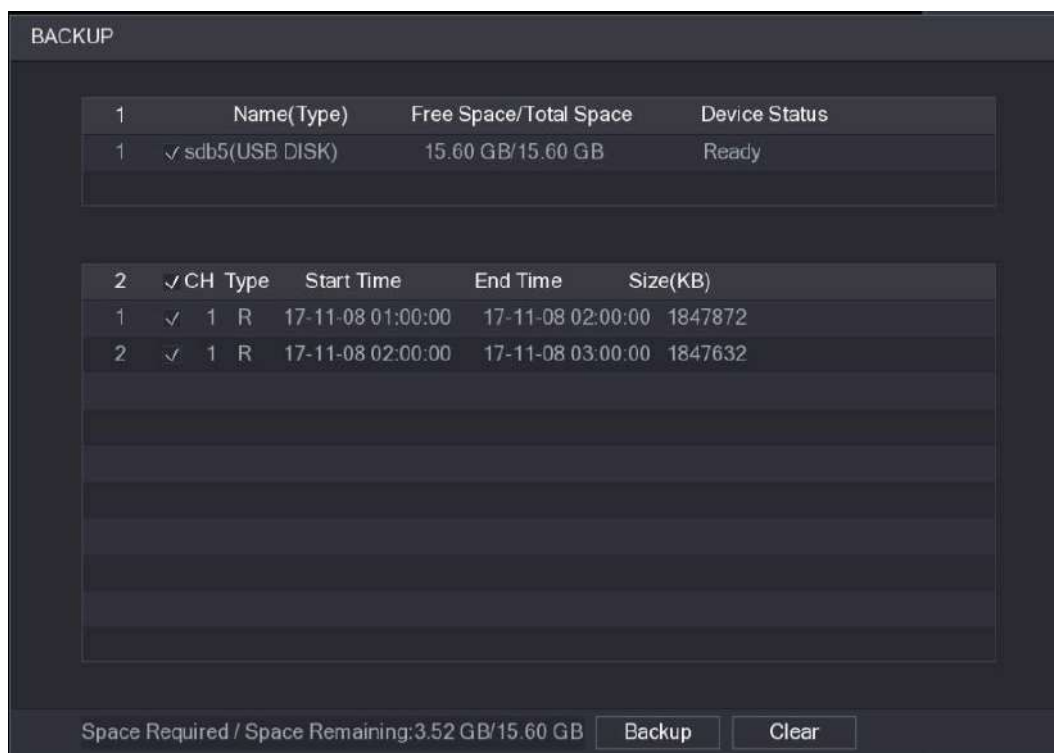 BACKUP
1 Name(Type) Free Space/Total Space Device Status
1 ✓ sdb5(USB DISK) 15.60 GB/15.60 GB Ready
2 ✓ CH Type Start Time End Time Size(KB)
1 ✓ 1 R 17-11-08 01:00:00 17-11-08 02:00:00 1847872
2 ✓ 1 R 17-11-08 02:00:00 17-11-08 03:00:00 1847632
Space Required / Space Remaining:3.52 GB/15.60 GB Backup Clear